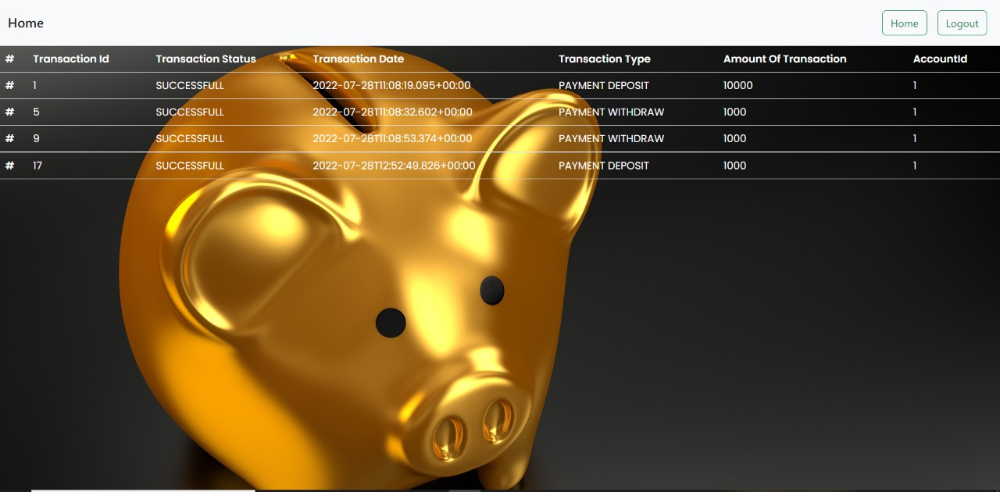 Home Home Logout
# Transaction Id Transaction Status Transaction Date Transaction Type Amount Of Transaction AccountId
# 1 SUCCESSFULL 2022-07-28T11:08:19.095+00:00 PAYMENT DEPOSIT 10000 1
# 5 SUCCESSFULL 2022-07-28T11:08:32.602+00:00 PAYMENT WITHDRAW 1000 1
# 9 SUCCESSFULL 2022-07-28T11:08:53.374+00:00 PAYMENT WITHDRAW 1000 1
# 17 SUCCESSFULL 2022-07-28T12:52:49.826+00:00 PAYMENT DEPOSIT 1000 1